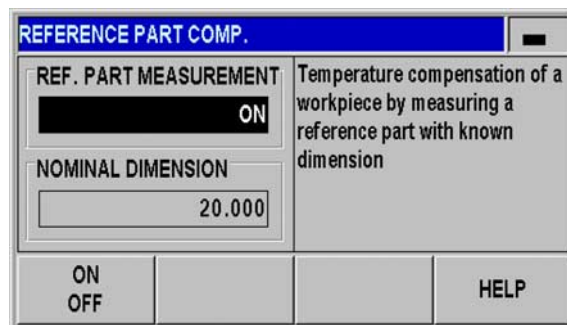 REFERENCE PART COMP.
REF. PART MEASUREMENT
ON
NOMINAL DIMENSION
20.000
Temperature compensation of a
workpiece by measuring a
reference part with known
dimension
ON
OFF
HELP